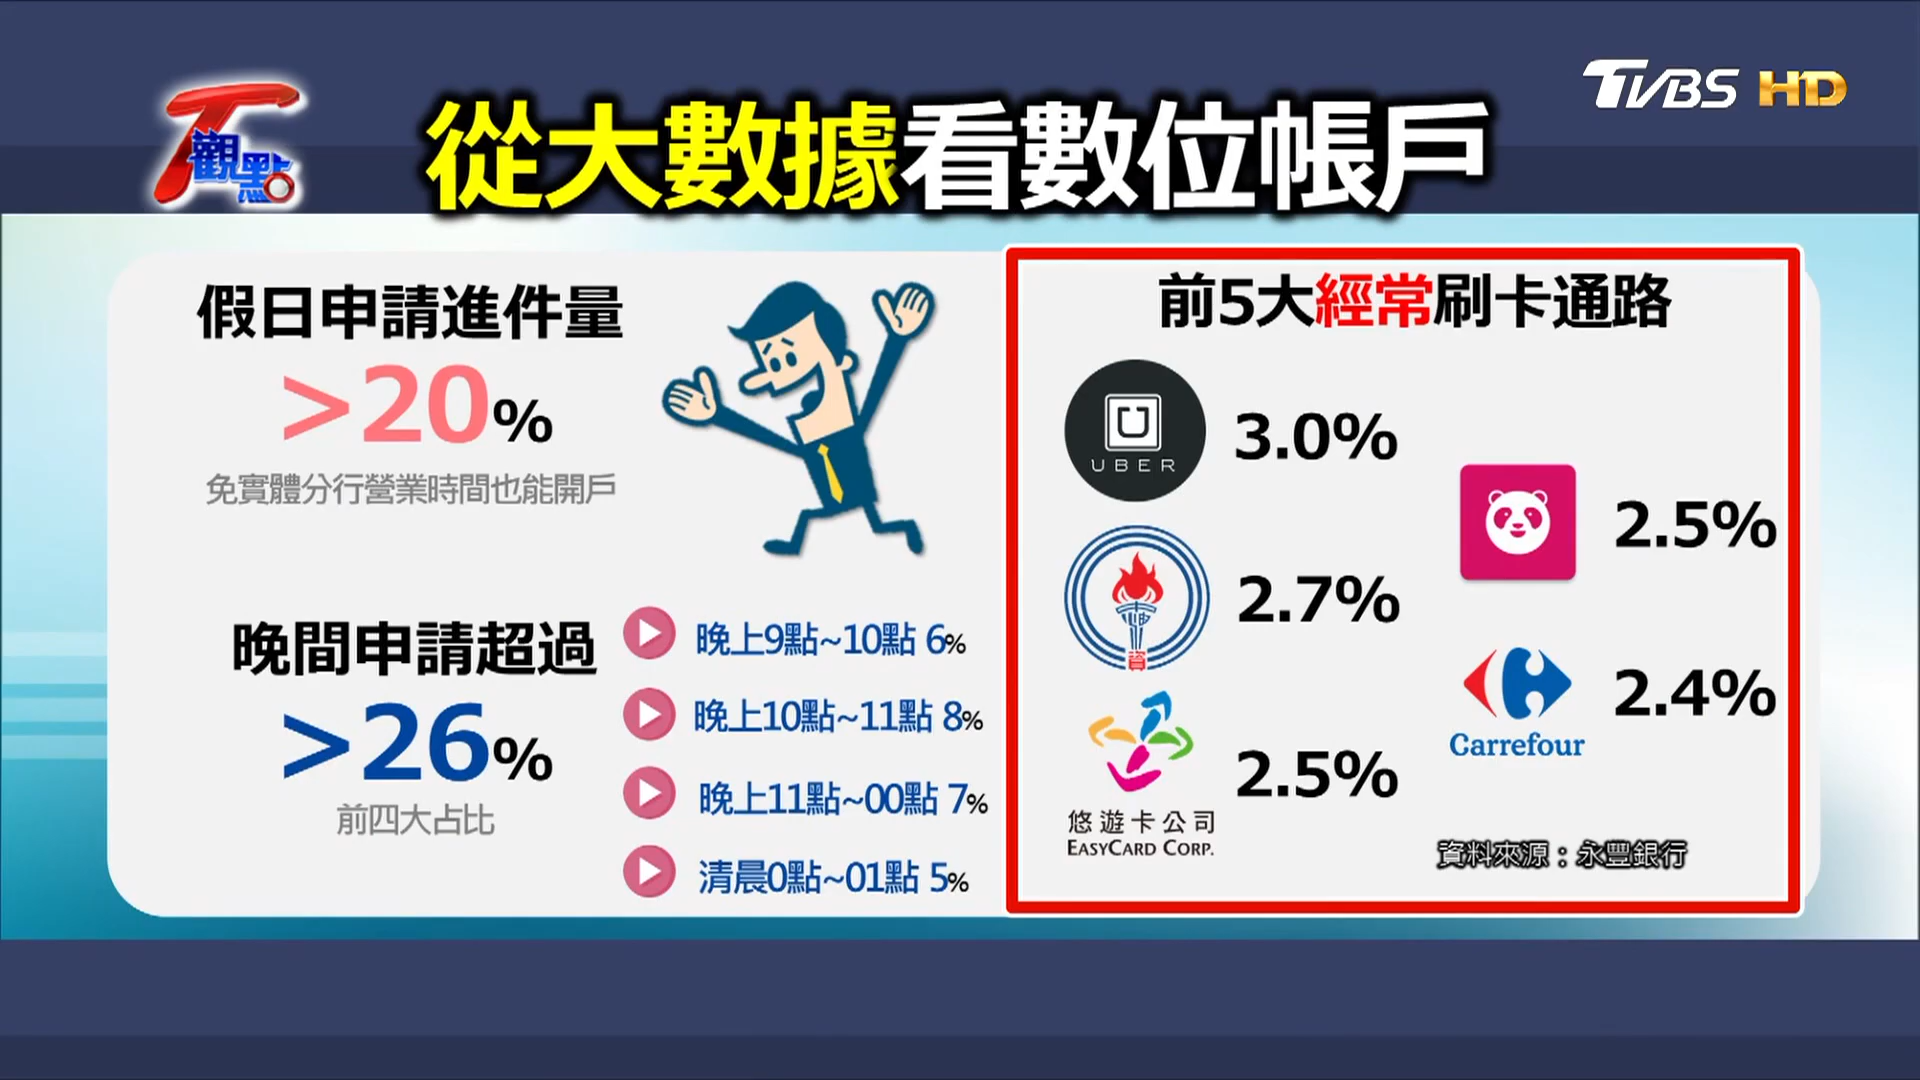 TVBS HD
T觀點
從大數據看數位帳戶
假日申請進件量
>20%
免實體分行營業時間也能開戶
晚間申請超過
>26%
前四大占比
晚上9點~10點 6%
晚上10點~11點 8%
晚上11點~00點 7%
清晨0點~01點 5%
前5大經常刷卡通路
UBER
3.0%
資
2.7%
悠遊卡公司
EASYCARD CORP.
2.5%
2.5%
Carrefour
2.4%
資料來源：永豐銀行